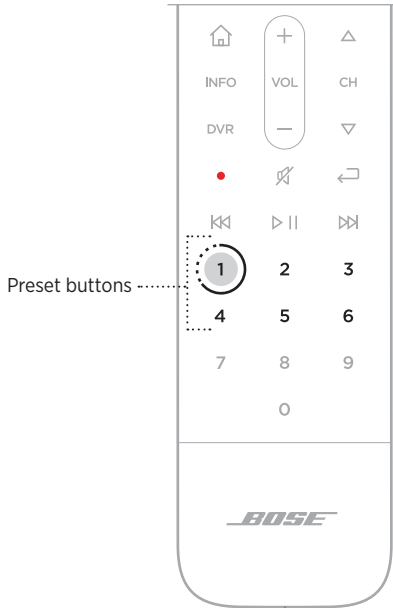 INFO VOL CH
DVR
1 2 3
Preset buttons
4 5 6
7 8 9
0
BOSE